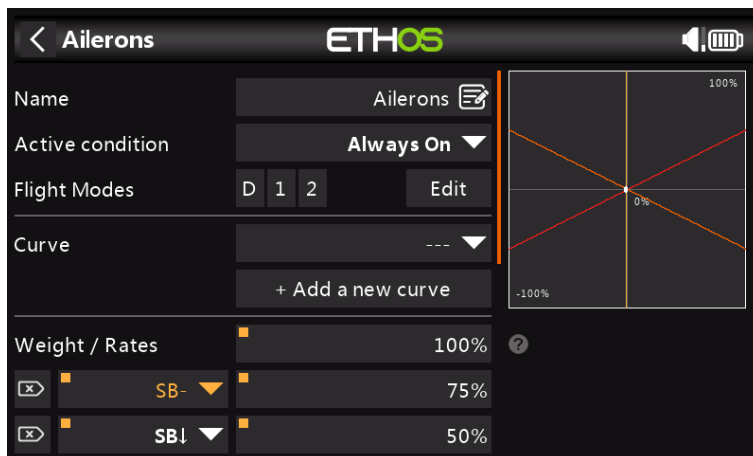 Ailerons ETHOS
100%
Name Ailerons
Active condition Always On
Flight Modes D 1 2 Edit
0%
Curve ---
+ Add a new curve
-100%
Weight / Rates 100% ?
SB- 75%
SB↓ 50%